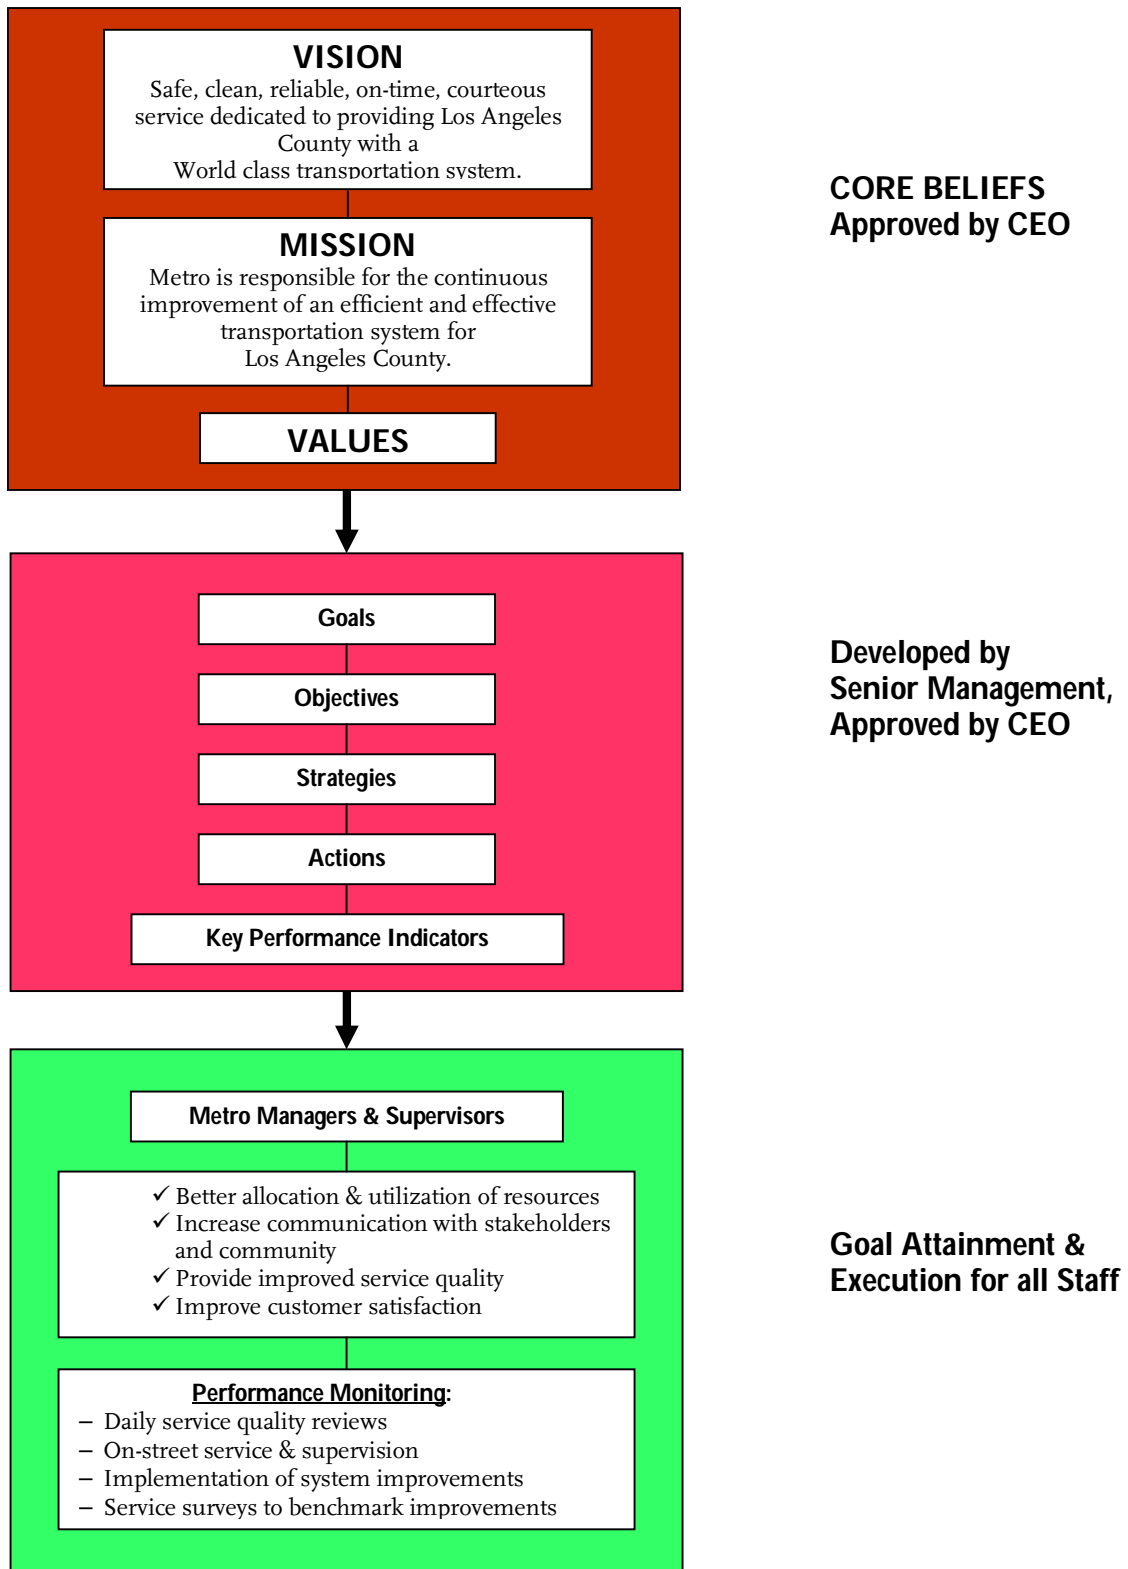 VISION
Safe, clean, reliable, on-time, courteous
service dedicated to providing Los Angeles
County with a
World class transportation system.
MISSION
Metro is responsible for the continuous
improvement of an efficient and effective
transportation system for
Los Angeles County.
VALUES
CORE BELIEFS
Approved by CEO
Goals
Objectives
Strategies
Actions
Key Performance Indicators
Developed by
Senior Management,
Approved by CEO
Metro Managers & Supervisors
✓ Better allocation & utilization of resources
✓ Increase communication with stakeholders
and community
✓ Provide improved service quality
✓ Improve customer satisfaction
Performance Monitoring:
– Daily service quality reviews
– On-street service & supervision
– Implementation of system improvements
– Service surveys to benchmark improvements
Goal Attainment &
Execution for all Staff